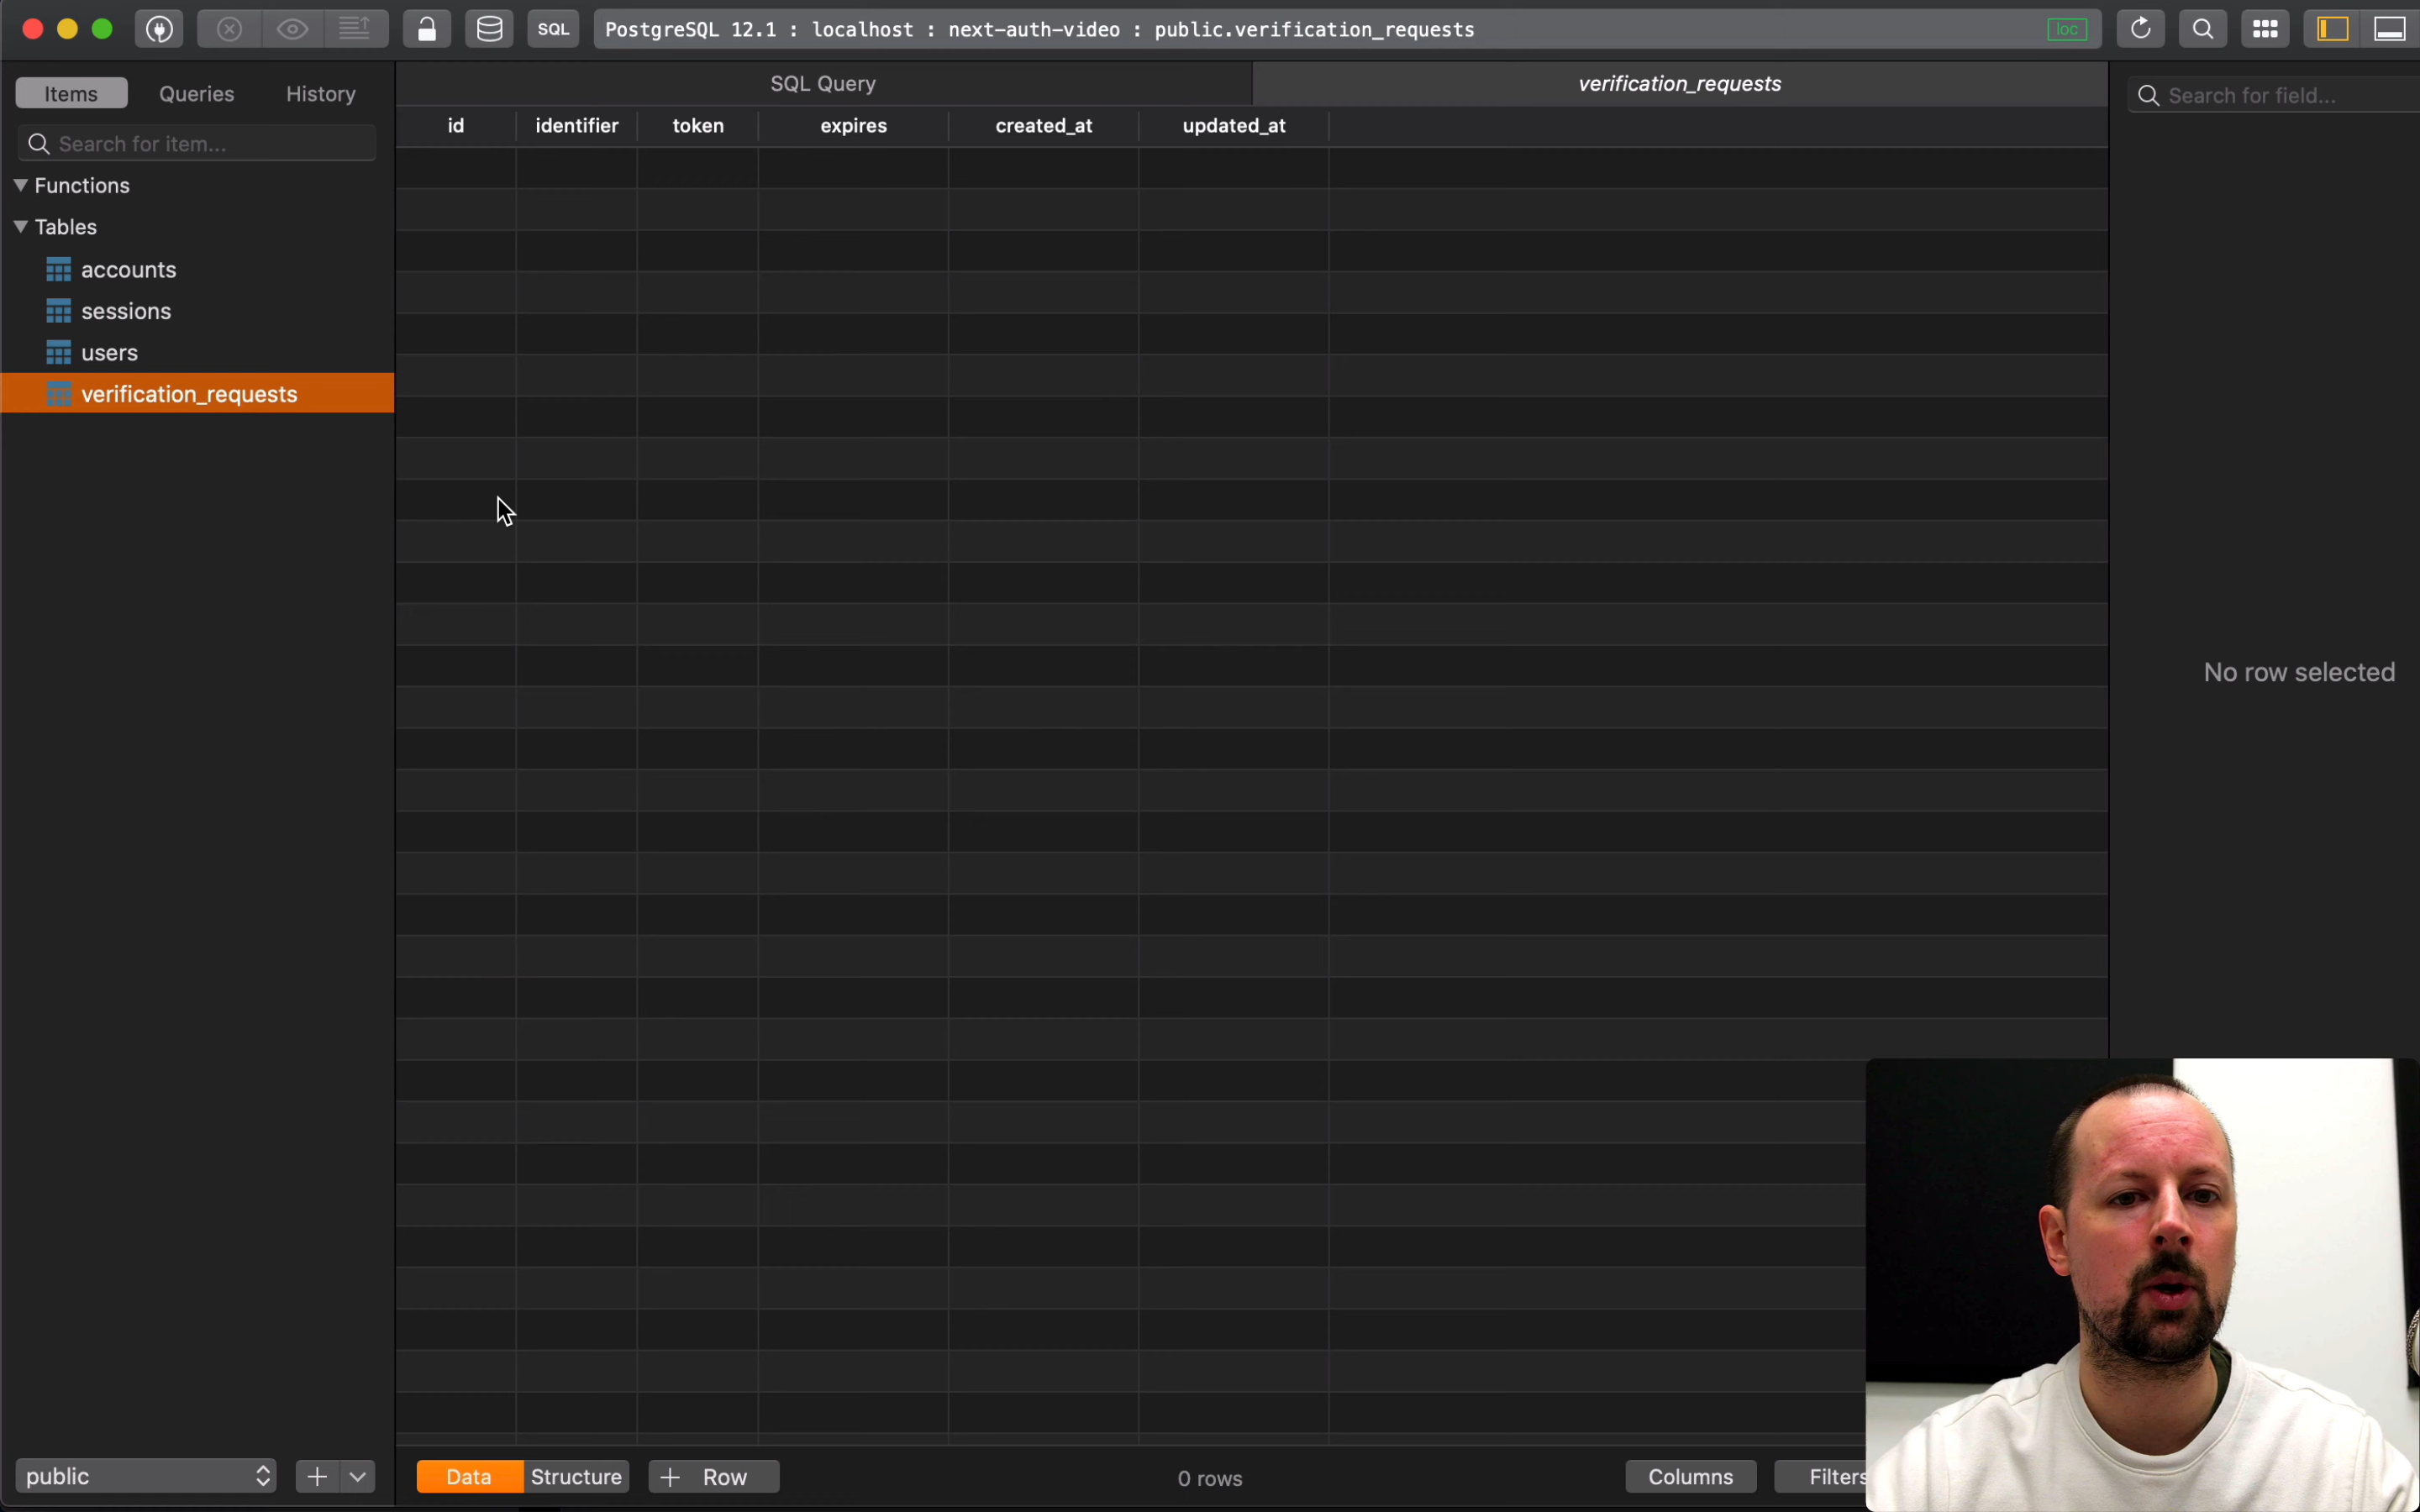 SQL
PostgreSQL 12.1 : localhost : next-auth-video : public.verification_requests
loc
Items
Queries
History
SQL Query
verification_requests
Search for field...
id
identifier
token
expires
created_at
updated_at
Search for item...
Functions
Tables
accounts
sessions
users
verification_requests
No row selected
public
Data
Structure
Row
0 rows
Columns
Filters